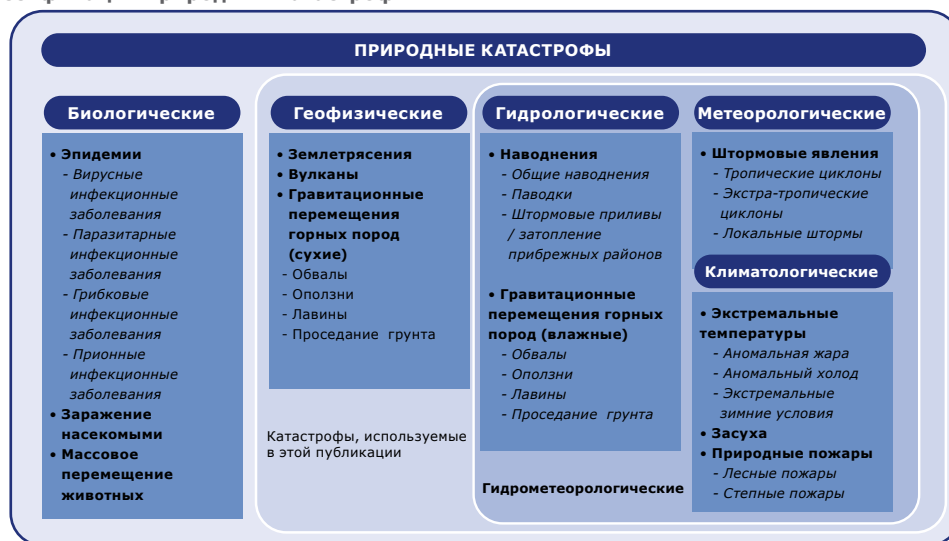 ПРИРОДНЫЕ КАТАСТРОФЫ
Биологические
• Эпидемии
- Вирусные
инфекционные
заболевания
- Паразитарные
инфекционные
заболевания
- Грибковые
инфекционные
заболевания
- Прионные
инфекционные
заболевания
• Заражение
насекомыми
• Массовое
перемещение
животных
Геофизические
• Землетрясения
• Вулканы
• Гравитационные
перемещения
горных пород
(сухие)
- Обвалы
- Оползни
- Лавины
- Проседание грунта
Катастрофы, используемые
в этой публикации
Гидрологические
• Наводнения
- Общие наводнения
- Паводки
- Штормовые приливы
/ затопление
прибрежных районов
• Гравитационные
перемещения горных
пород (влажные)
- Обвалы
- Оползни
- Лавины
- Проседание грунта
Гидрометеорологические
Метеорологические
• Штормовые явления
- Тропические циклоны
- Экстра-тропические
циклоны
- Локальные штормы
Климатологические
• Экстремальные
температуры
- Аномальная жара
- Аномальный холод
- Экстремальные
зимние условия
• Засуха
• Природные пожары
- Лесные пожары
- Степные пожары